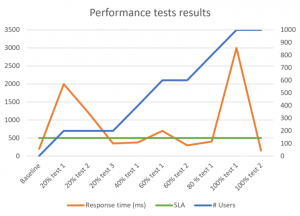 Performance tests results
3500
3000
2500
2000
1500
1000
500
0
1000
900
800
700
600
500
400
300
200
100
0
Baseline
20% test 1
20% test 2
20% test 3
40% test 1
60% test 1
60% test 2
80 % test 1
100% test 1
100% test 2
Response time (ms)
SLA
# Users